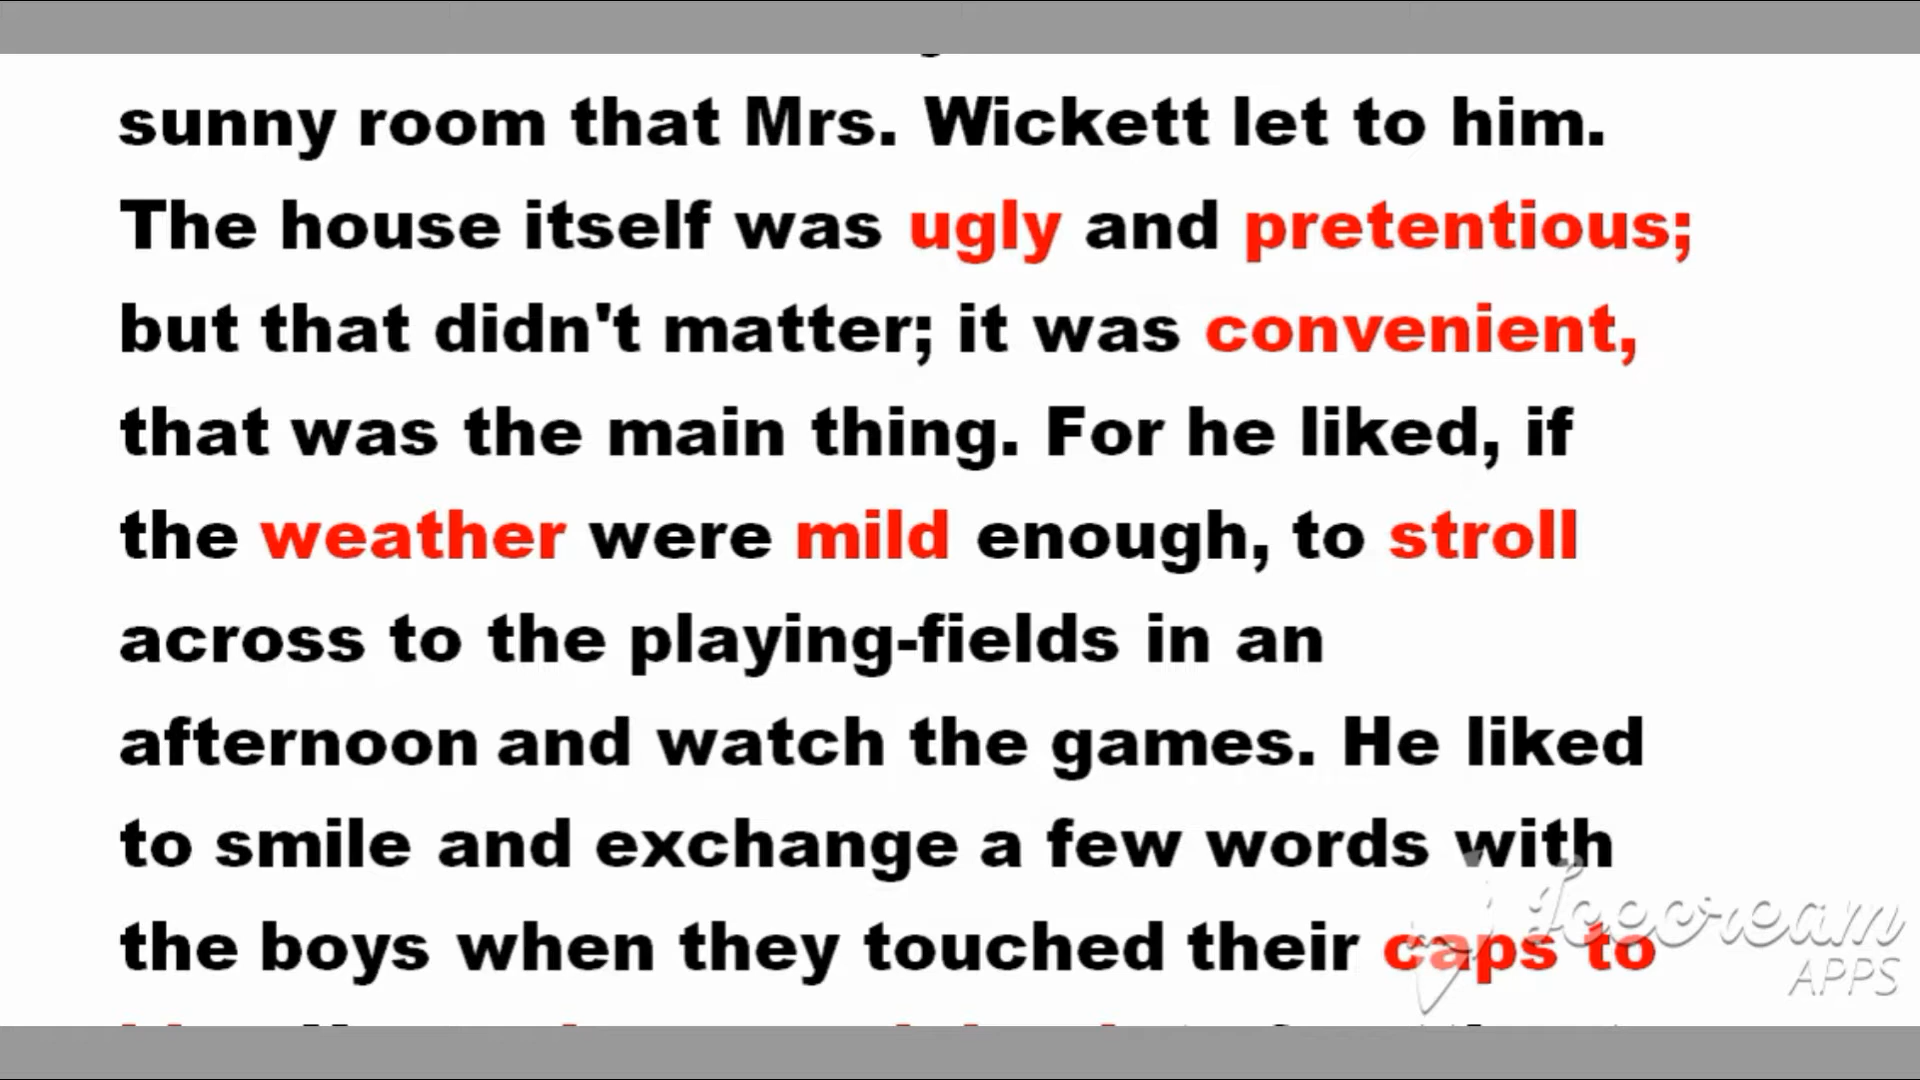 sunny room that Mrs. Wickett let to him.
The house itself was ugly and pretentious;
but that didn't matter; it was convenient,
that was the main thing. For he liked, if
the weather were mild enough, to stroll
across to the playing-fields in an
afternoon and watch the games. He liked
to smile and exchange a few words with
the boys when they touched their caps to
Icecream
APPS